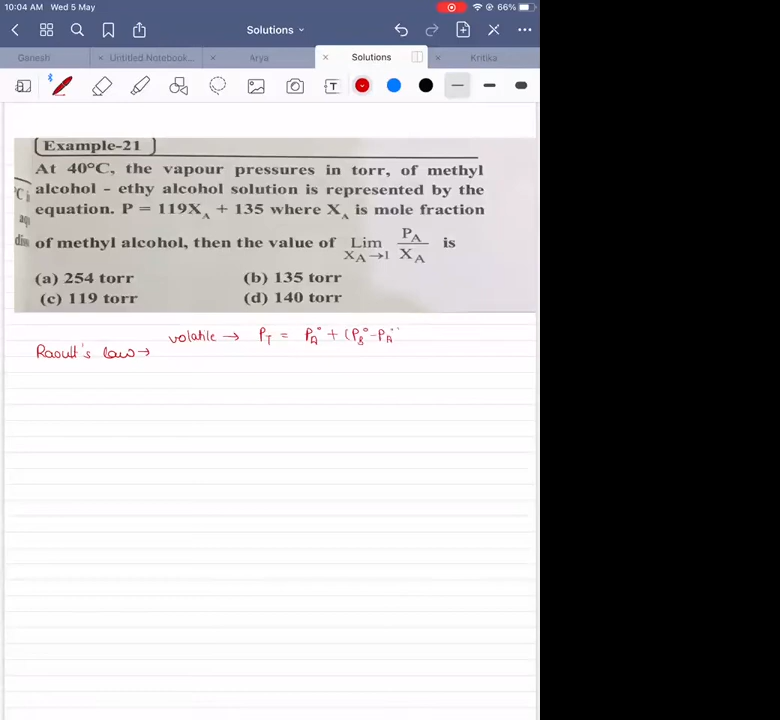 10:04 AM Wed 5 May
66%
Solutions
Ganesh
Untitled Notebook...
Arya
Solutions
Kritika
Example-21
At 40°C, the vapour pressures in torr, of methyl
alcohol - ethy alcohol solution is represented by the
equation. P = 119X_A + 135 where X_A is mole fraction
of methyl alcohol, then the value of Lim X_A→1 P_A/X_A is
(a) 254 torr (b) 135 torr
(c) 119 torr (d) 140 torr
volatile → P_T = P_A° + (P_B° - P_A°
Raoult's law →